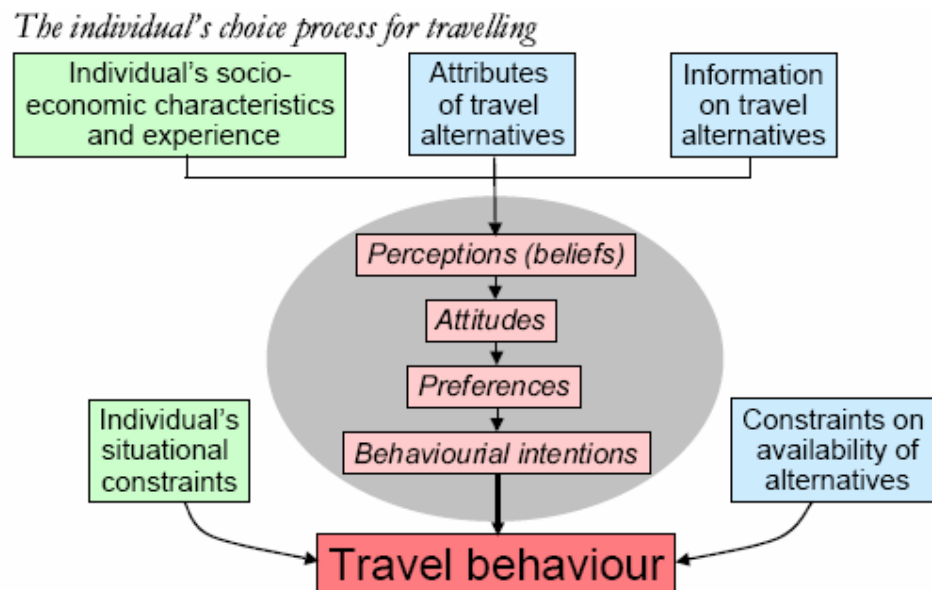 The individual's choice process for travelling
Individual's socio-
economic characteristics
and experience
Attributes
of travel
alternatives
Information
on travel
alternatives
Perceptions (beliefs)
Attitudes
Preferences
Behaviourial intentions
Individual's
situational
constraints
Constraints on
availability of
alternatives
Travel behaviour